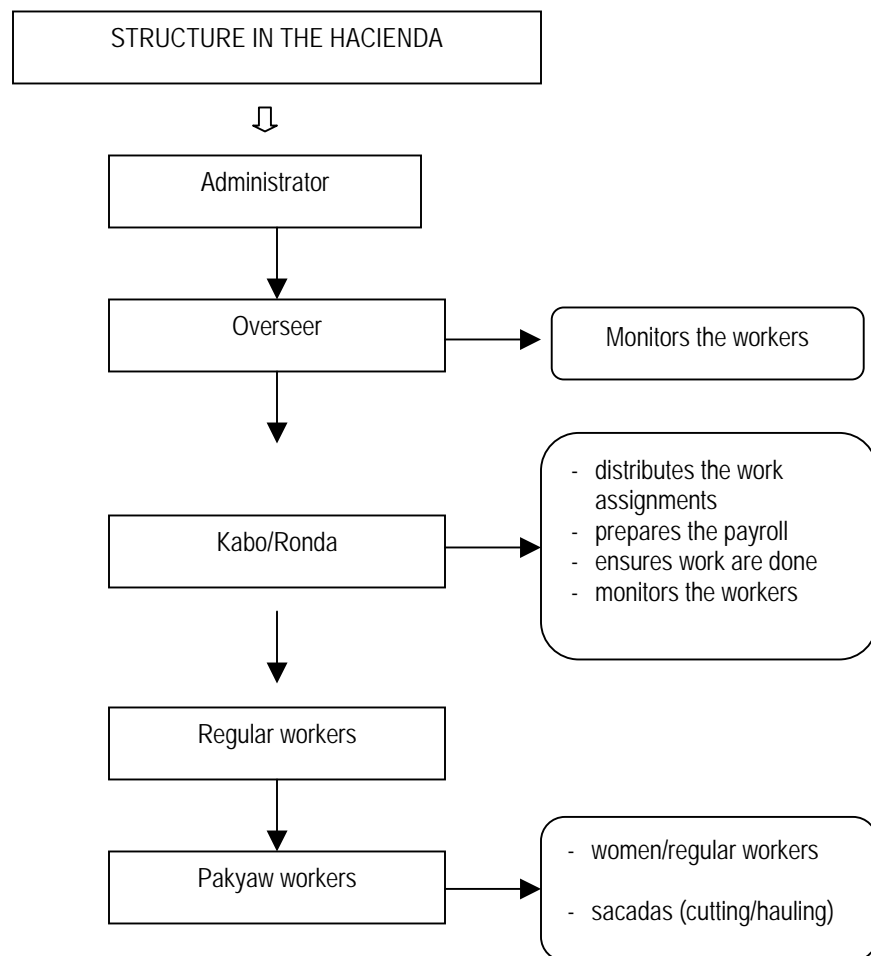 STRUCTURE IN THE HACIENDA
Administrator
Overseer
Monitors the workers
Kabo/Ronda
- distributes the work
assignments
- prepares the payroll
- ensures work are done
- monitors the workers
Regular workers
Pakyaw workers
- women/regular workers
- sacadas (cutting/hauling)